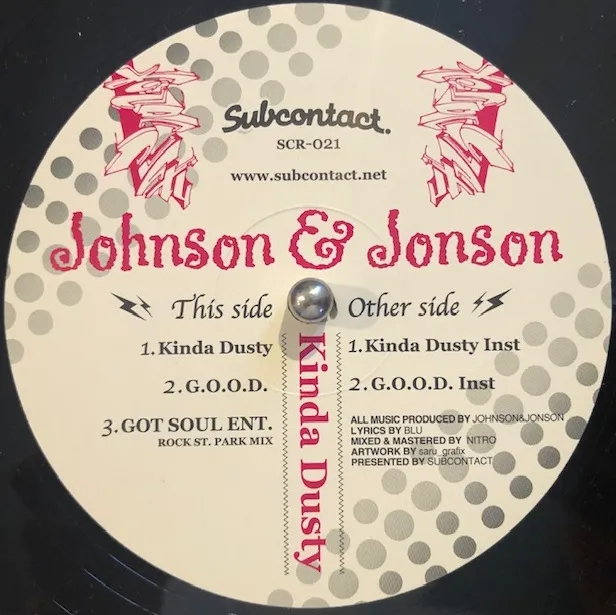 Subcontact.
SCR-021
www.subcontact.net
Johnson & Jonson
This side
1.Kinda Dusty
2.G.O.O.D.
3.GOT SOUL ENT.
ROCK ST. PARK MIX
Kinda Dusty
Other side
1.Kinda Dusty Inst
2.G.O.O.D. Inst
ALL MUSIC PRODUCED BY JOHNSON&JONSON
LYRICS BY BLU
MIXED & MASTERED BY NITRO
ARTWORK BY saru_grafix
PRESENTED BY SUBCONTACT